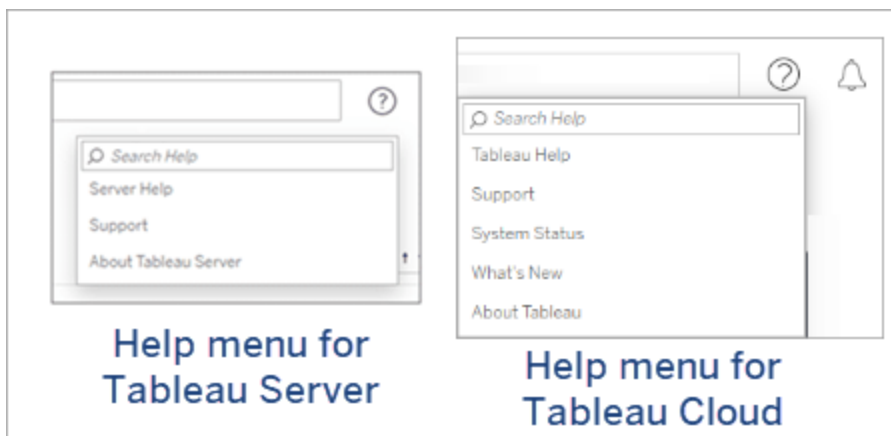 Search Help
Server Help
Support
About Tableau Server
Help menu for
Tableau Server
Search Help
Tableau Help
Support
System Status
What's New
About Tableau
Help menu for
Tableau Cloud